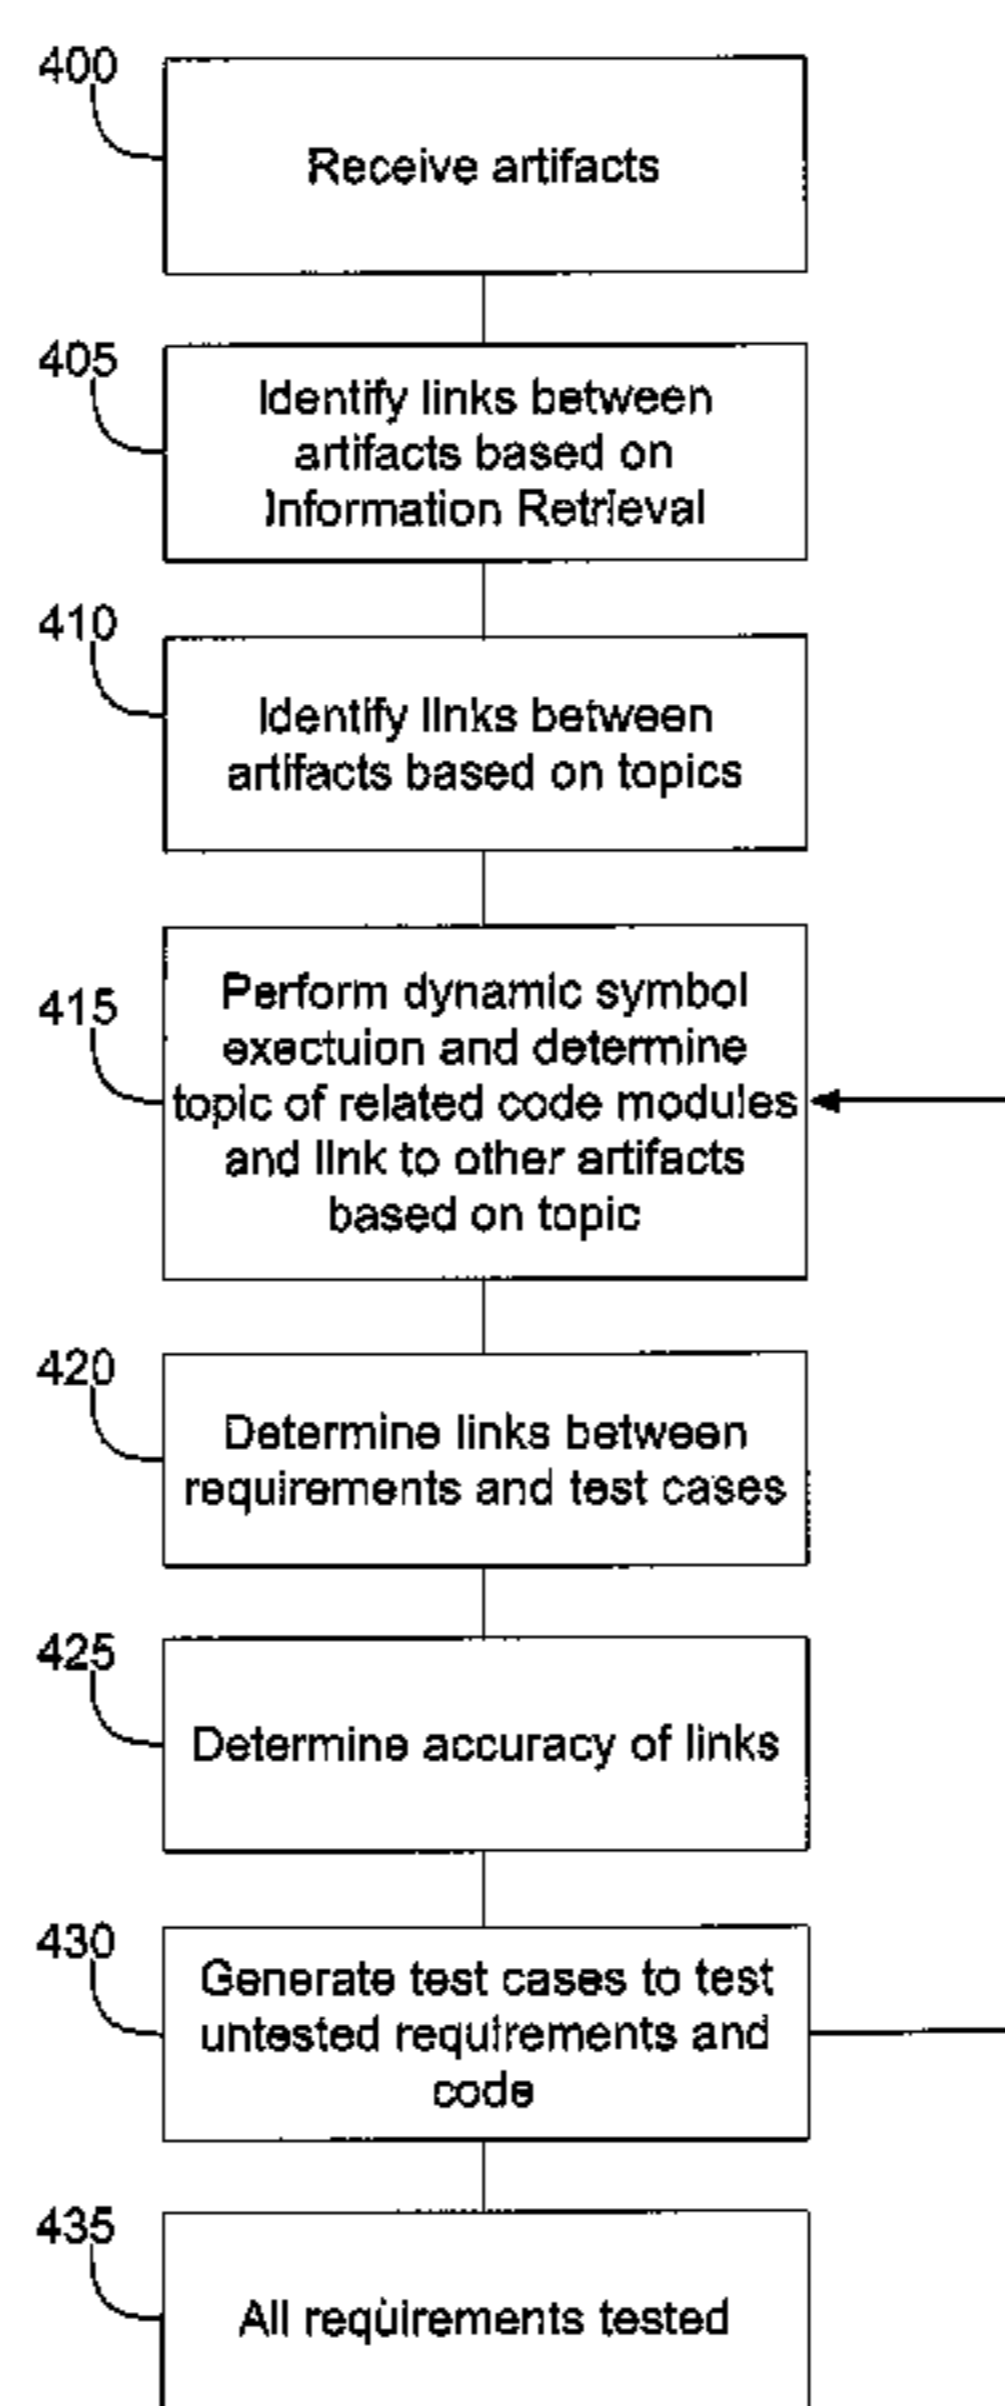 400
Receive artifacts
405
Identify links between
artifacts based on
Information Retrieval
410
Identify links between
artifacts based on topics
415
Perform dynamic symbol
exectuion and determine
topic of related code modules
and link to other artifacts
based on topic
420
Determine links between
requirements and test cases
425
Determine accuracy of links
430
Generate test cases to test
untested requirements and
code
435
All requirements tested